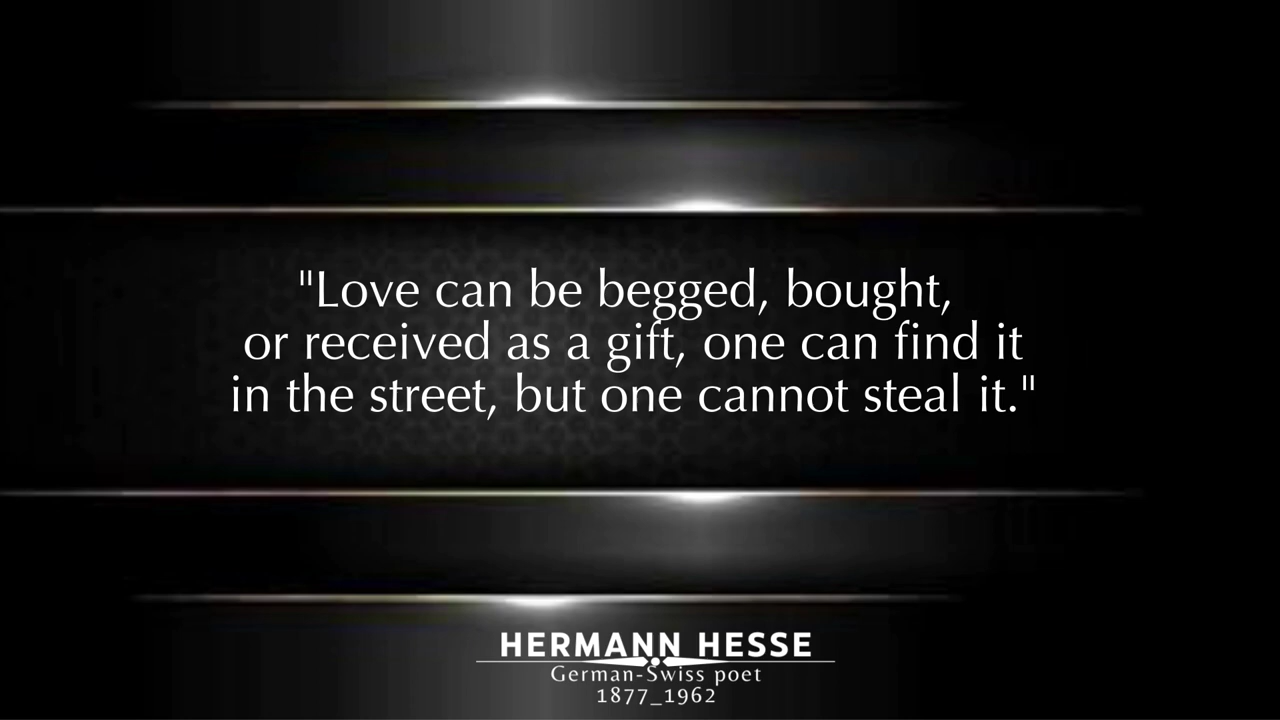 "Love can be begged, bought,
or received as a gift, one can find it
in the street, but one cannot steal it."
HERMANN HESSE
German-Swiss poet
1877_1962